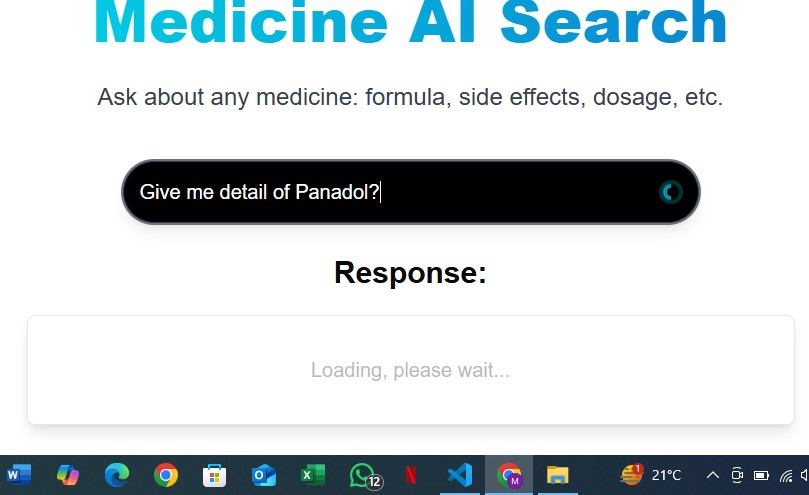 Medicine AI Search
Ask about any medicine: formula, side effects, dosage, etc.
Give me detail of Panadol?
Response:
Loading, please wait...
W
O
X
12
N
M
1
21°C